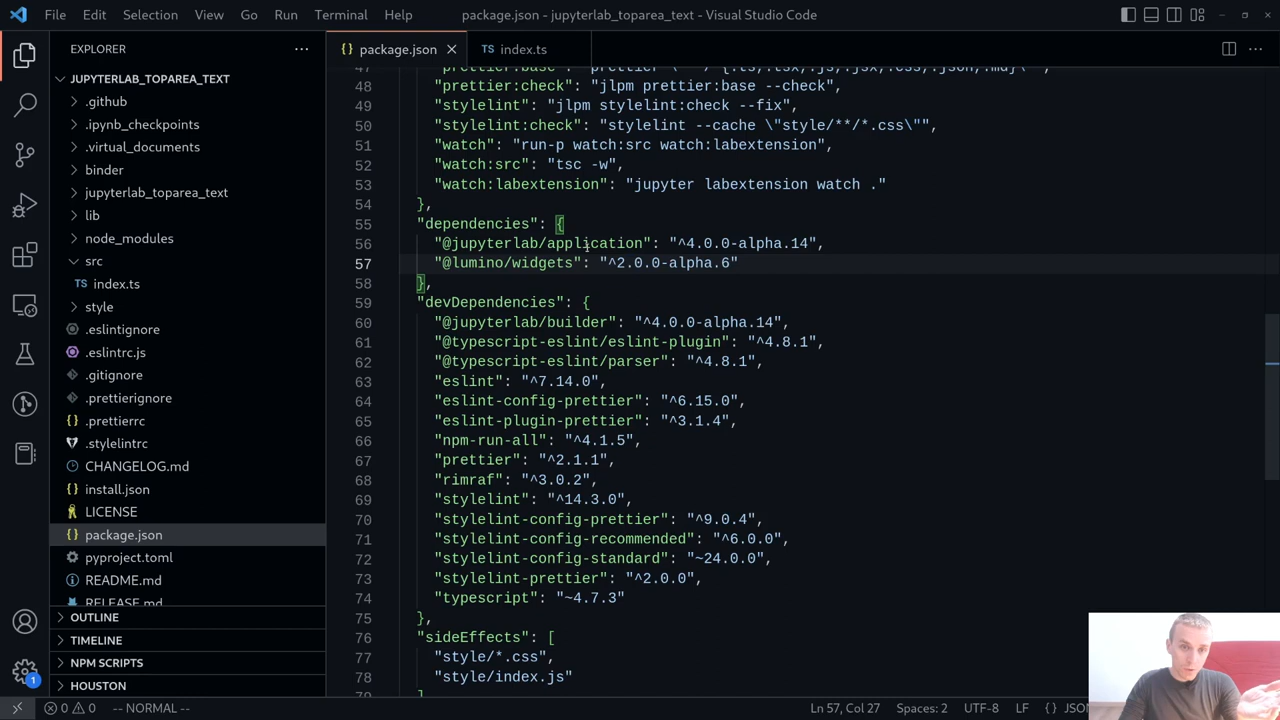 File Edit Selection View Go Run Terminal Help package.json - jupyterlab_toparea_text - Visual Studio Code
EXPLORER ···
{} package.json TS index.ts
JUPYTERLAB_TOPAREA_TEXT
.github
.ipynb_checkpoints
.virtual_documents
binder
jupyterlab_toparea_text
lib
node_modules
src
TS index.ts
style
.eslintignore
.eslintrc.js
.gitignore
.prettierignore
{} .prettierrc
.stylelintrc
CHANGELOG.md
install.json
LICENSE
{} package.json
pyproject.toml
README.md
RELEASE.md
OUTLINE
TIMELINE
NPM SCRIPTS
HOUSTON
48 "prettier:check": "jlpm prettier:base --check",
49 "stylelint": "jlpm stylelint:check --fix",
50 "stylelint:check": "stylelint --cache \"style/**/*.css\"",
51 "watch": "run-p watch:src watch:labextension",
52 "watch:src": "tsc -w",
53 "watch:labextension": "jupyter labextension watch ."
54 },
55 "dependencies": {
56 "@jupyterlab/application": "^4.0.0-alpha.14",
57 "@lumino/widgets": "^2.0.0-alpha.6"
58 },
59 "devDependencies": {
60 "@jupyterlab/builder": "^4.0.0-alpha.14",
61 "@typescript-eslint/eslint-plugin": "^4.8.1",
62 "@typescript-eslint/parser": "^4.8.1",
63 "eslint": "^7.14.0",
64 "eslint-config-prettier": "^6.15.0",
65 "eslint-plugin-prettier": "^3.1.4",
66 "npm-run-all": "^4.1.5",
67 "prettier": "^2.1.1",
68 "rimraf": "^3.0.2",
69 "stylelint": "^14.3.0",
70 "stylelint-config-prettier": "^9.0.4",
71 "stylelint-config-recommended": "^6.0.0",
72 "stylelint-config-standard": "~24.0.0",
73 "stylelint-prettier": "^2.0.0",
74 "typescript": "~4.7.3"
75 },
76 "sideEffects": [
77 "style/*.css",
78 "style/index.js"
1
0 0 -- NORMAL -- Ln 57, Col 27 Spaces: 2 UTF-8 LF